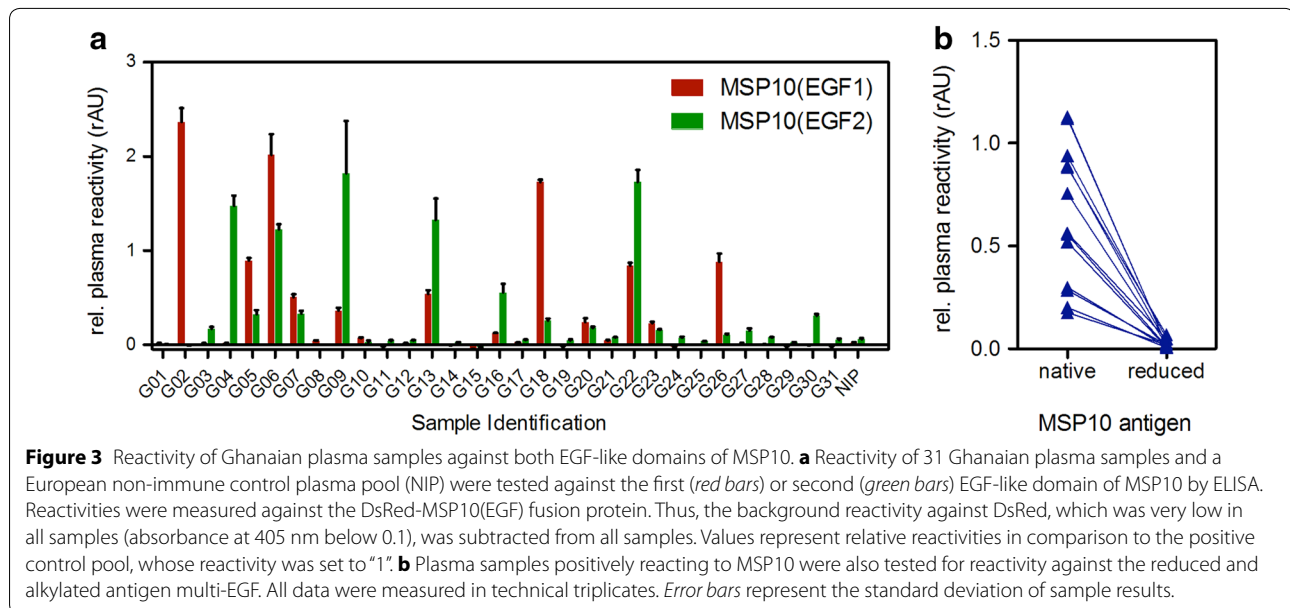 a
3
2
1
0
rel. plasma reactivity (rAU)
MSP10(EGF1)
MSP10(EGF2)
G01 G02 G03 G04 G05 G06 G07 G08 G09 G10 G11 G12 G13 G14 G15 G16 G17 G18 G19 G20 G21 G22 G23 G24 G25 G26 G27 G28 G29 G30 G31 NIP
Sample Identification
b
1.5
1.0
0.5
0.0
rel. plasma reactivity (rAU)
native reduced
MSP10 antigen
Figure 3 Reactivity of Ghanaian plasma samples against both EGF-like domains of MSP10. a Reactivity of 31 Ghanaian plasma samples and a
European non-immune control plasma pool (NIP) were tested against the first (red bars) or second (green bars) EGF-like domain of MSP10 by ELISA.
Reactivities were measured against the DsRed-MSP10(EGF) fusion protein. Thus, the background reactivity against DsRed, which was very low in
all samples (absorbance at 405 nm below 0.1), was subtracted from all samples. Values represent relative reactivities in comparison to the positive
control pool, whose reactivity was set to “1”. b Plasma samples positively reacting to MSP10 were also tested for reactivity against the reduced and
alkylated antigen multi-EGF. All data were measured in technical triplicates. Error bars represent the standard deviation of sample results.